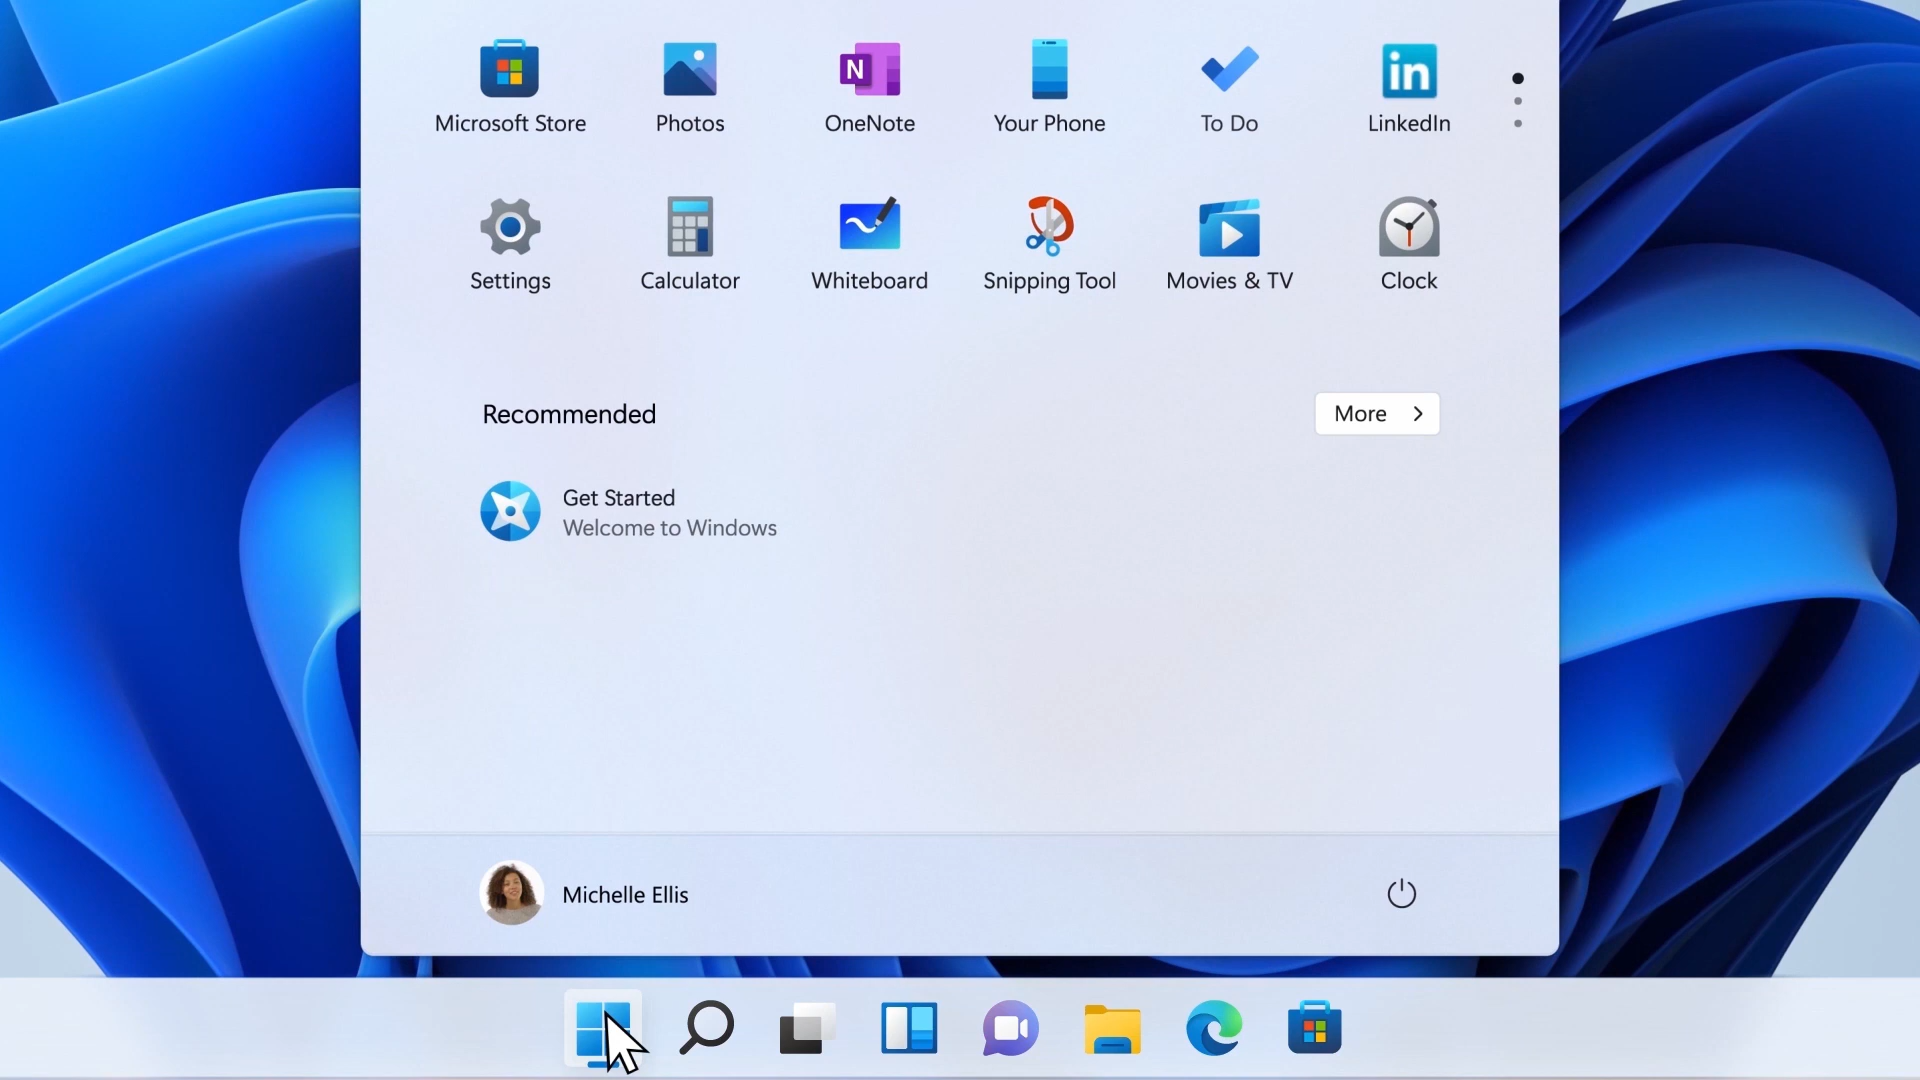 Microsoft Store
Photos
N
OneNote
Your Phone
To Do
in
LinkedIn
Settings
Calculator
Whiteboard
Snipping Tool
Movies & TV
Clock
Recommended
More
Get Started
Welcome to Windows
Michelle Ellis